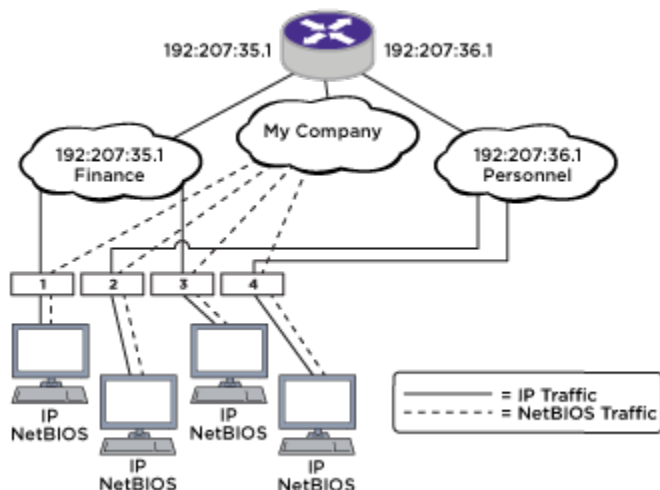 192:207:35.1
192:207:36.1
My Company
192:207:35.1
Finance
192:207:36.1
Personnel
1
2
3
4
IP
NetBIOS
IP
NetBIOS
IP
NetBIOS
IP
NetBIOS
= IP Traffic
= NetBIOS Traffic